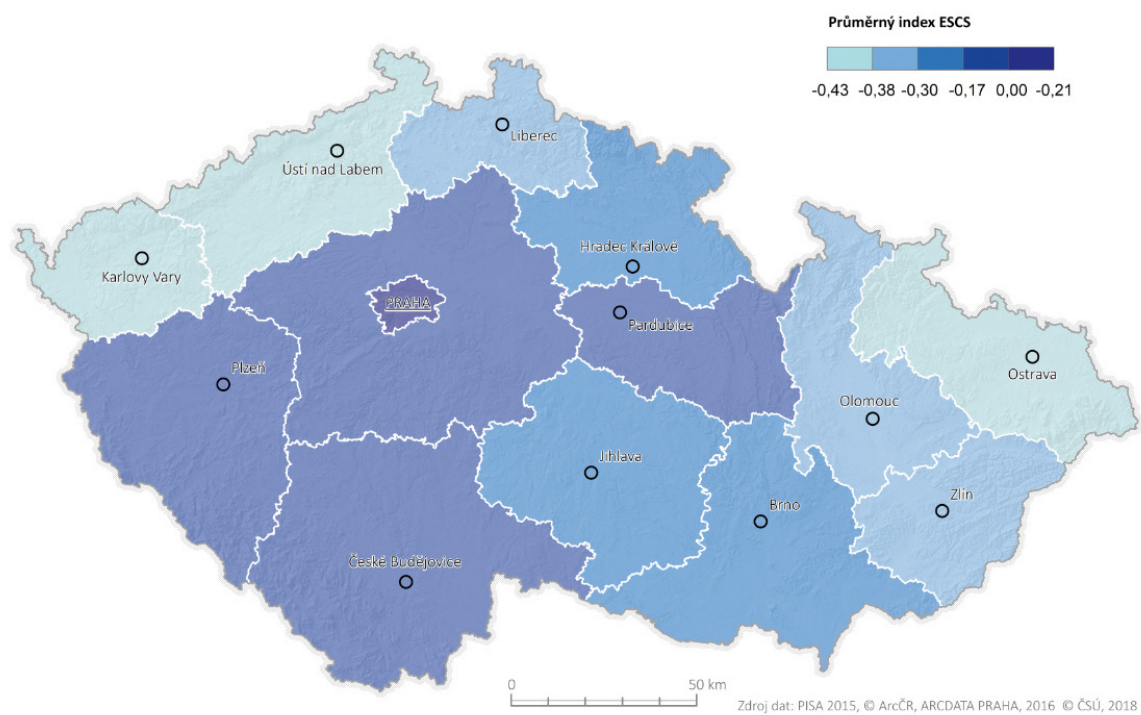 Průměrný index ESCS
-0,43 -0,38 -0,30 -0,17 0,00 -0,21
Liberec
Ústí nad Labem
Hradec Králové
Karlovy Vary
PRAHA
Pardubice
Plzeň
Ostrava
Olomouc
Jihlava
Zlín
Brno
České Budějovice
0 50 km
Zdroj dat: PISA 2015, © ArcČR, ARCDATA PRAHA, 2016 © ČSÚ, 2018